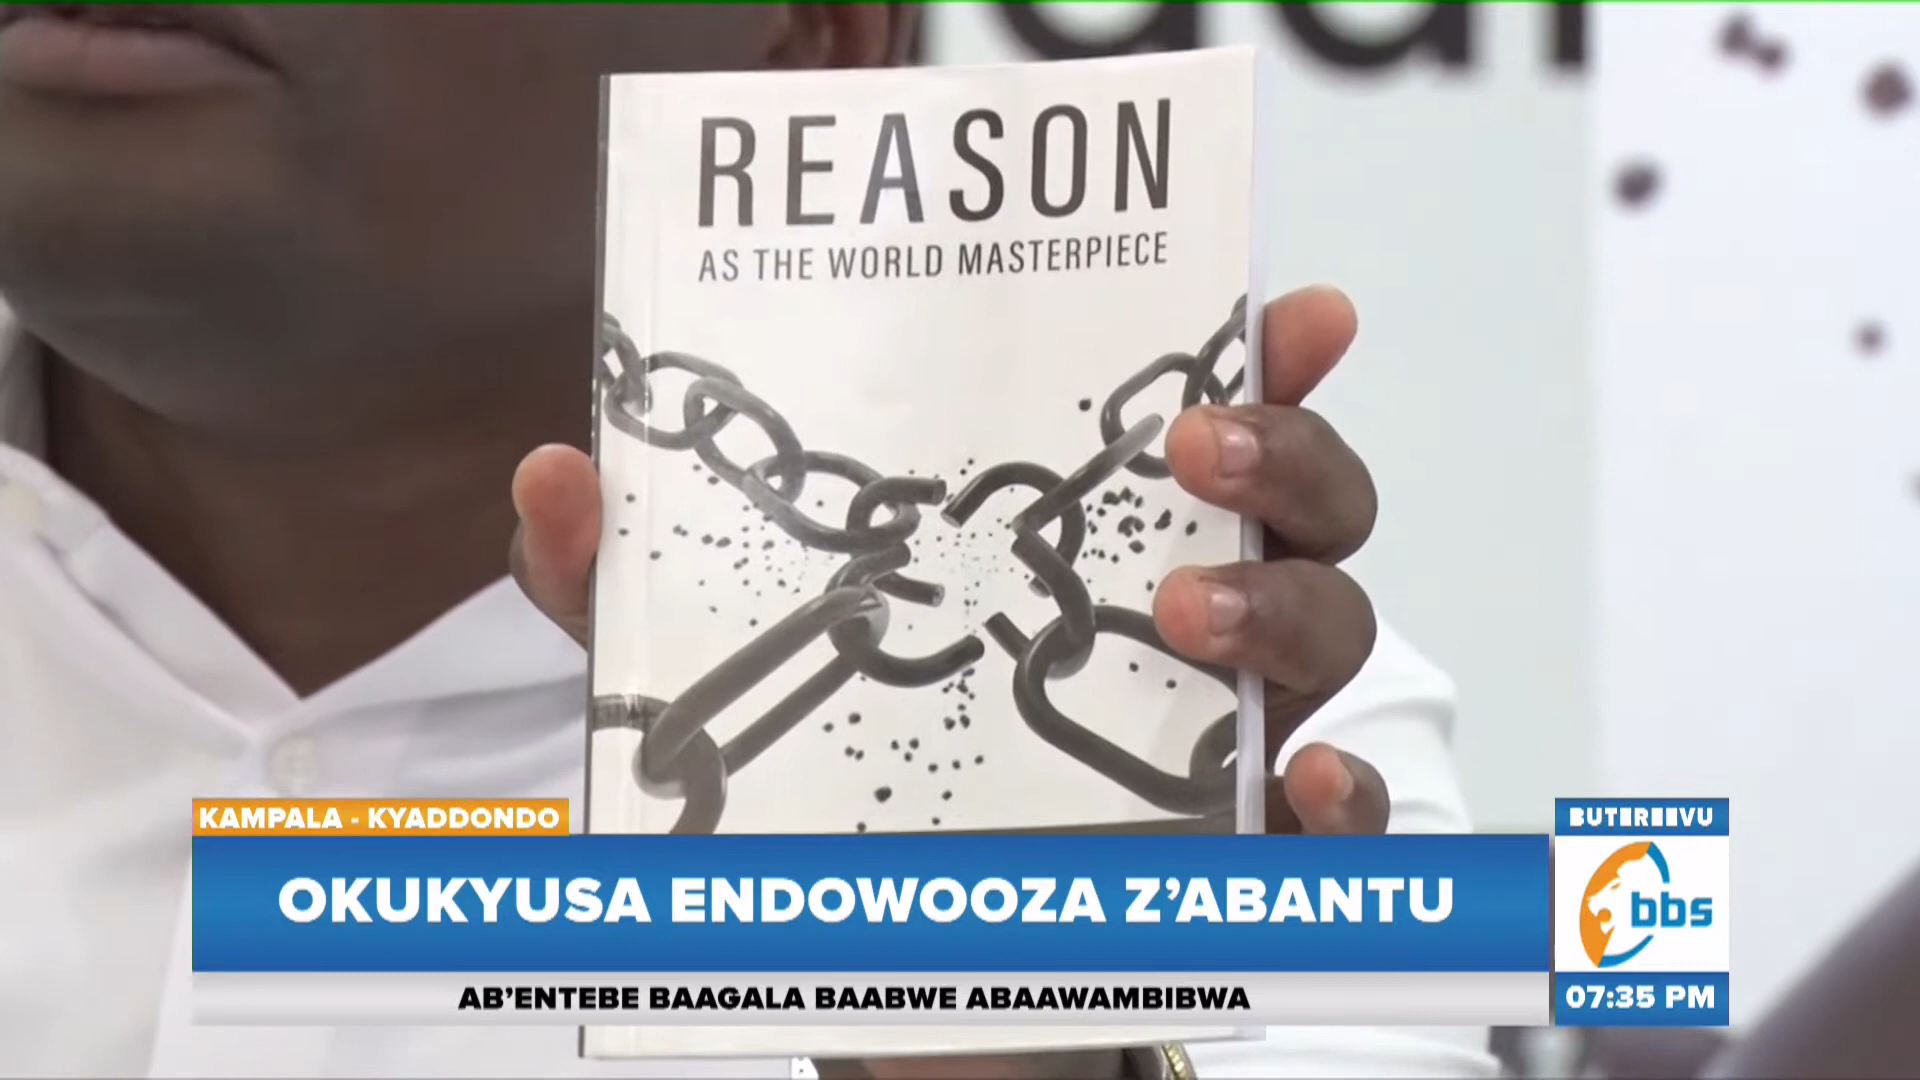 REASON
AS THE WORLD MASTERPIECE
KAMPALA - KYADDONDO
OKUKYUSA ENDOWOOZA Z'ABANTU
AB'ENTEBE BAAGALA BAABWE ABAAWAMBIBWA
BUTEREEVU
bbs
07:35 PM